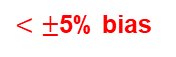 < ±5% bias